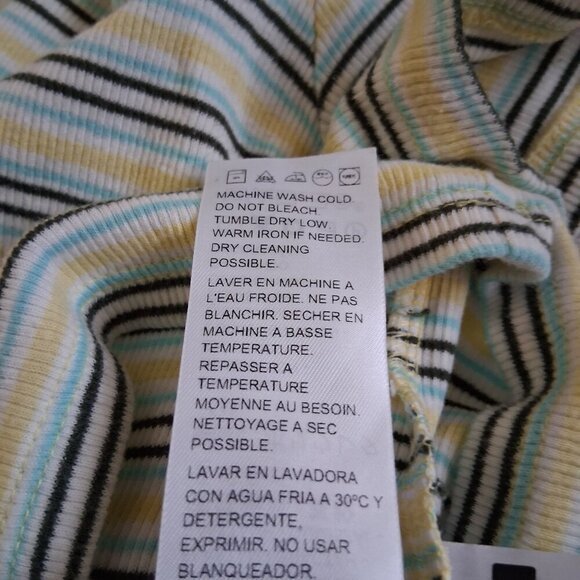 MACHINE WASH COLD.
DO NOT BLEACH
TUMBLE DRY LOW.
WARM IRON IF NEEDED.
DRY CLEANING
POSSIBLE.
LAVER EN MACHINE A
L'EAU FROIDE. NE PAS
BLANCHIR. SECHER EN
MACHINE A BASSE
TEMPERATURE.
REPASSER A
TEMPERATURE
MOYENNE AU BESOIN.
NETTOYAGE A SEC
POSSIBLE.
LAVAR EN LAVADORA
CON AGUA FRIA A 30ºC Y
DETERGENTE,
EXPRIMIR. NO USAR
BLANQUEADOR.